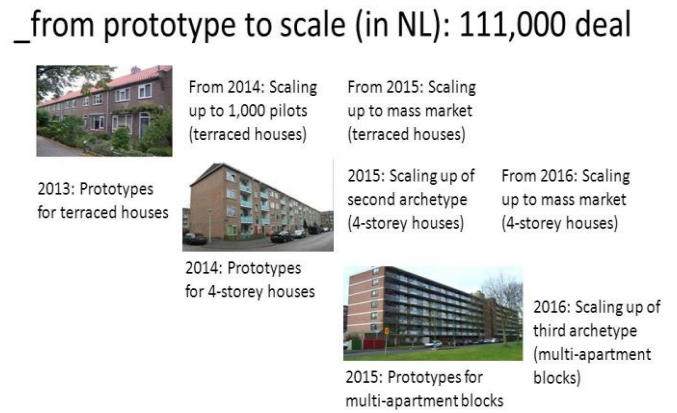 _from prototype to scale (in NL): 111,000 deal
From 2014: Scaling
up to 1,000 pilots
(terraced houses)
From 2015: Scaling
up to mass market
(terraced houses)
2013: Prototypes
for terraced houses
2015: Scaling up of
second archetype
(4-storey houses)
From 2016: Scaling
up to mass market
(4-storey houses)
2014: Prototypes
for 4-storey houses
2016: Scaling up of
third archetype
(multi-apartment
blocks)
2015: Prototypes for
multi-apartment blocks